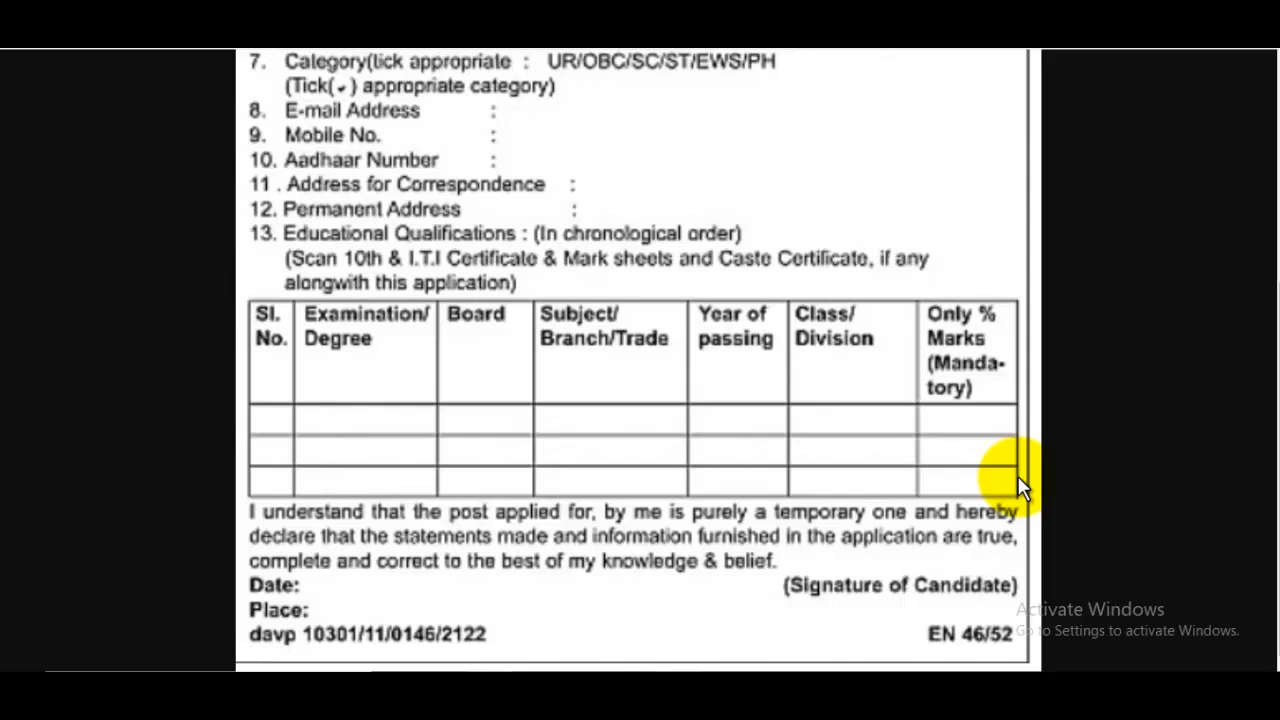 7. Category(tick appropriate : UR/OBC/SC/ST/EWS/PH
(Tick(✔) appropriate category)
8. E-mail Address :
9. Mobile No. :
10. Aadhaar Number :
11 . Address for Correspondence :
12. Permanent Address :
13. Educational Qualifications : (In chronological order)
(Scan 10th & I.T.I Certificate & Mark sheets and Caste Certificate, if any
alongwith this application)
Sl. Examination/ Board Subject/ Year of Class/ Only %
No. Degree Branch/Trade passing Division Marks
(Manda-
tory)
I understand that the post applied for, by me is purely a temporary one and hereby
declare that the statements made and information furnished in the application are true,
complete and correct to the best of my knowledge & belief.
Date: (Signature of Candidate)
Place:
davp 10301/11/0146/2122 EN 46/52
Activate Windows
Go to Settings to activate Windows.